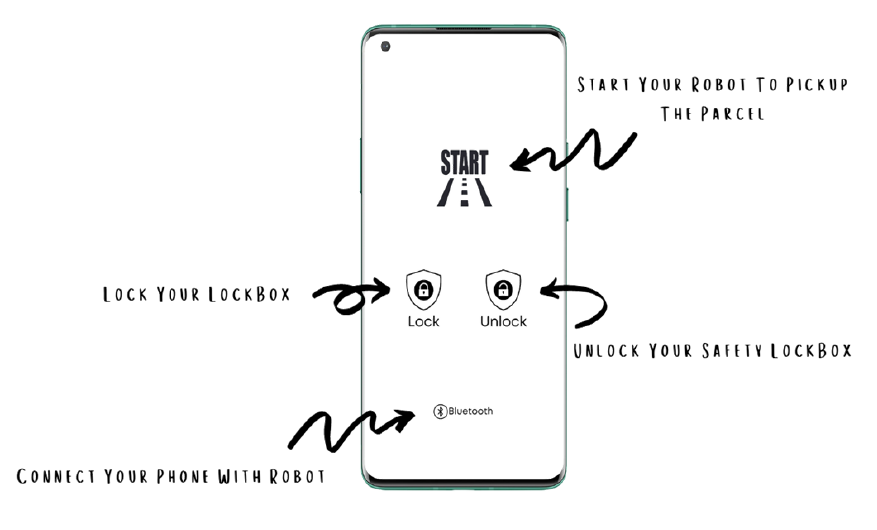 Start Your Robot To Pickup
The Parcel
START
Lock Your LockBox
Lock
Unlock
Unlock Your Safety LockBox
Bluetooth
Connect Your Phone With Robot